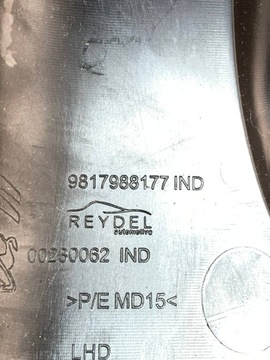 9817988177 IND
REYDEL
automotive
00260062 IND
>P/E MD15<
LHD